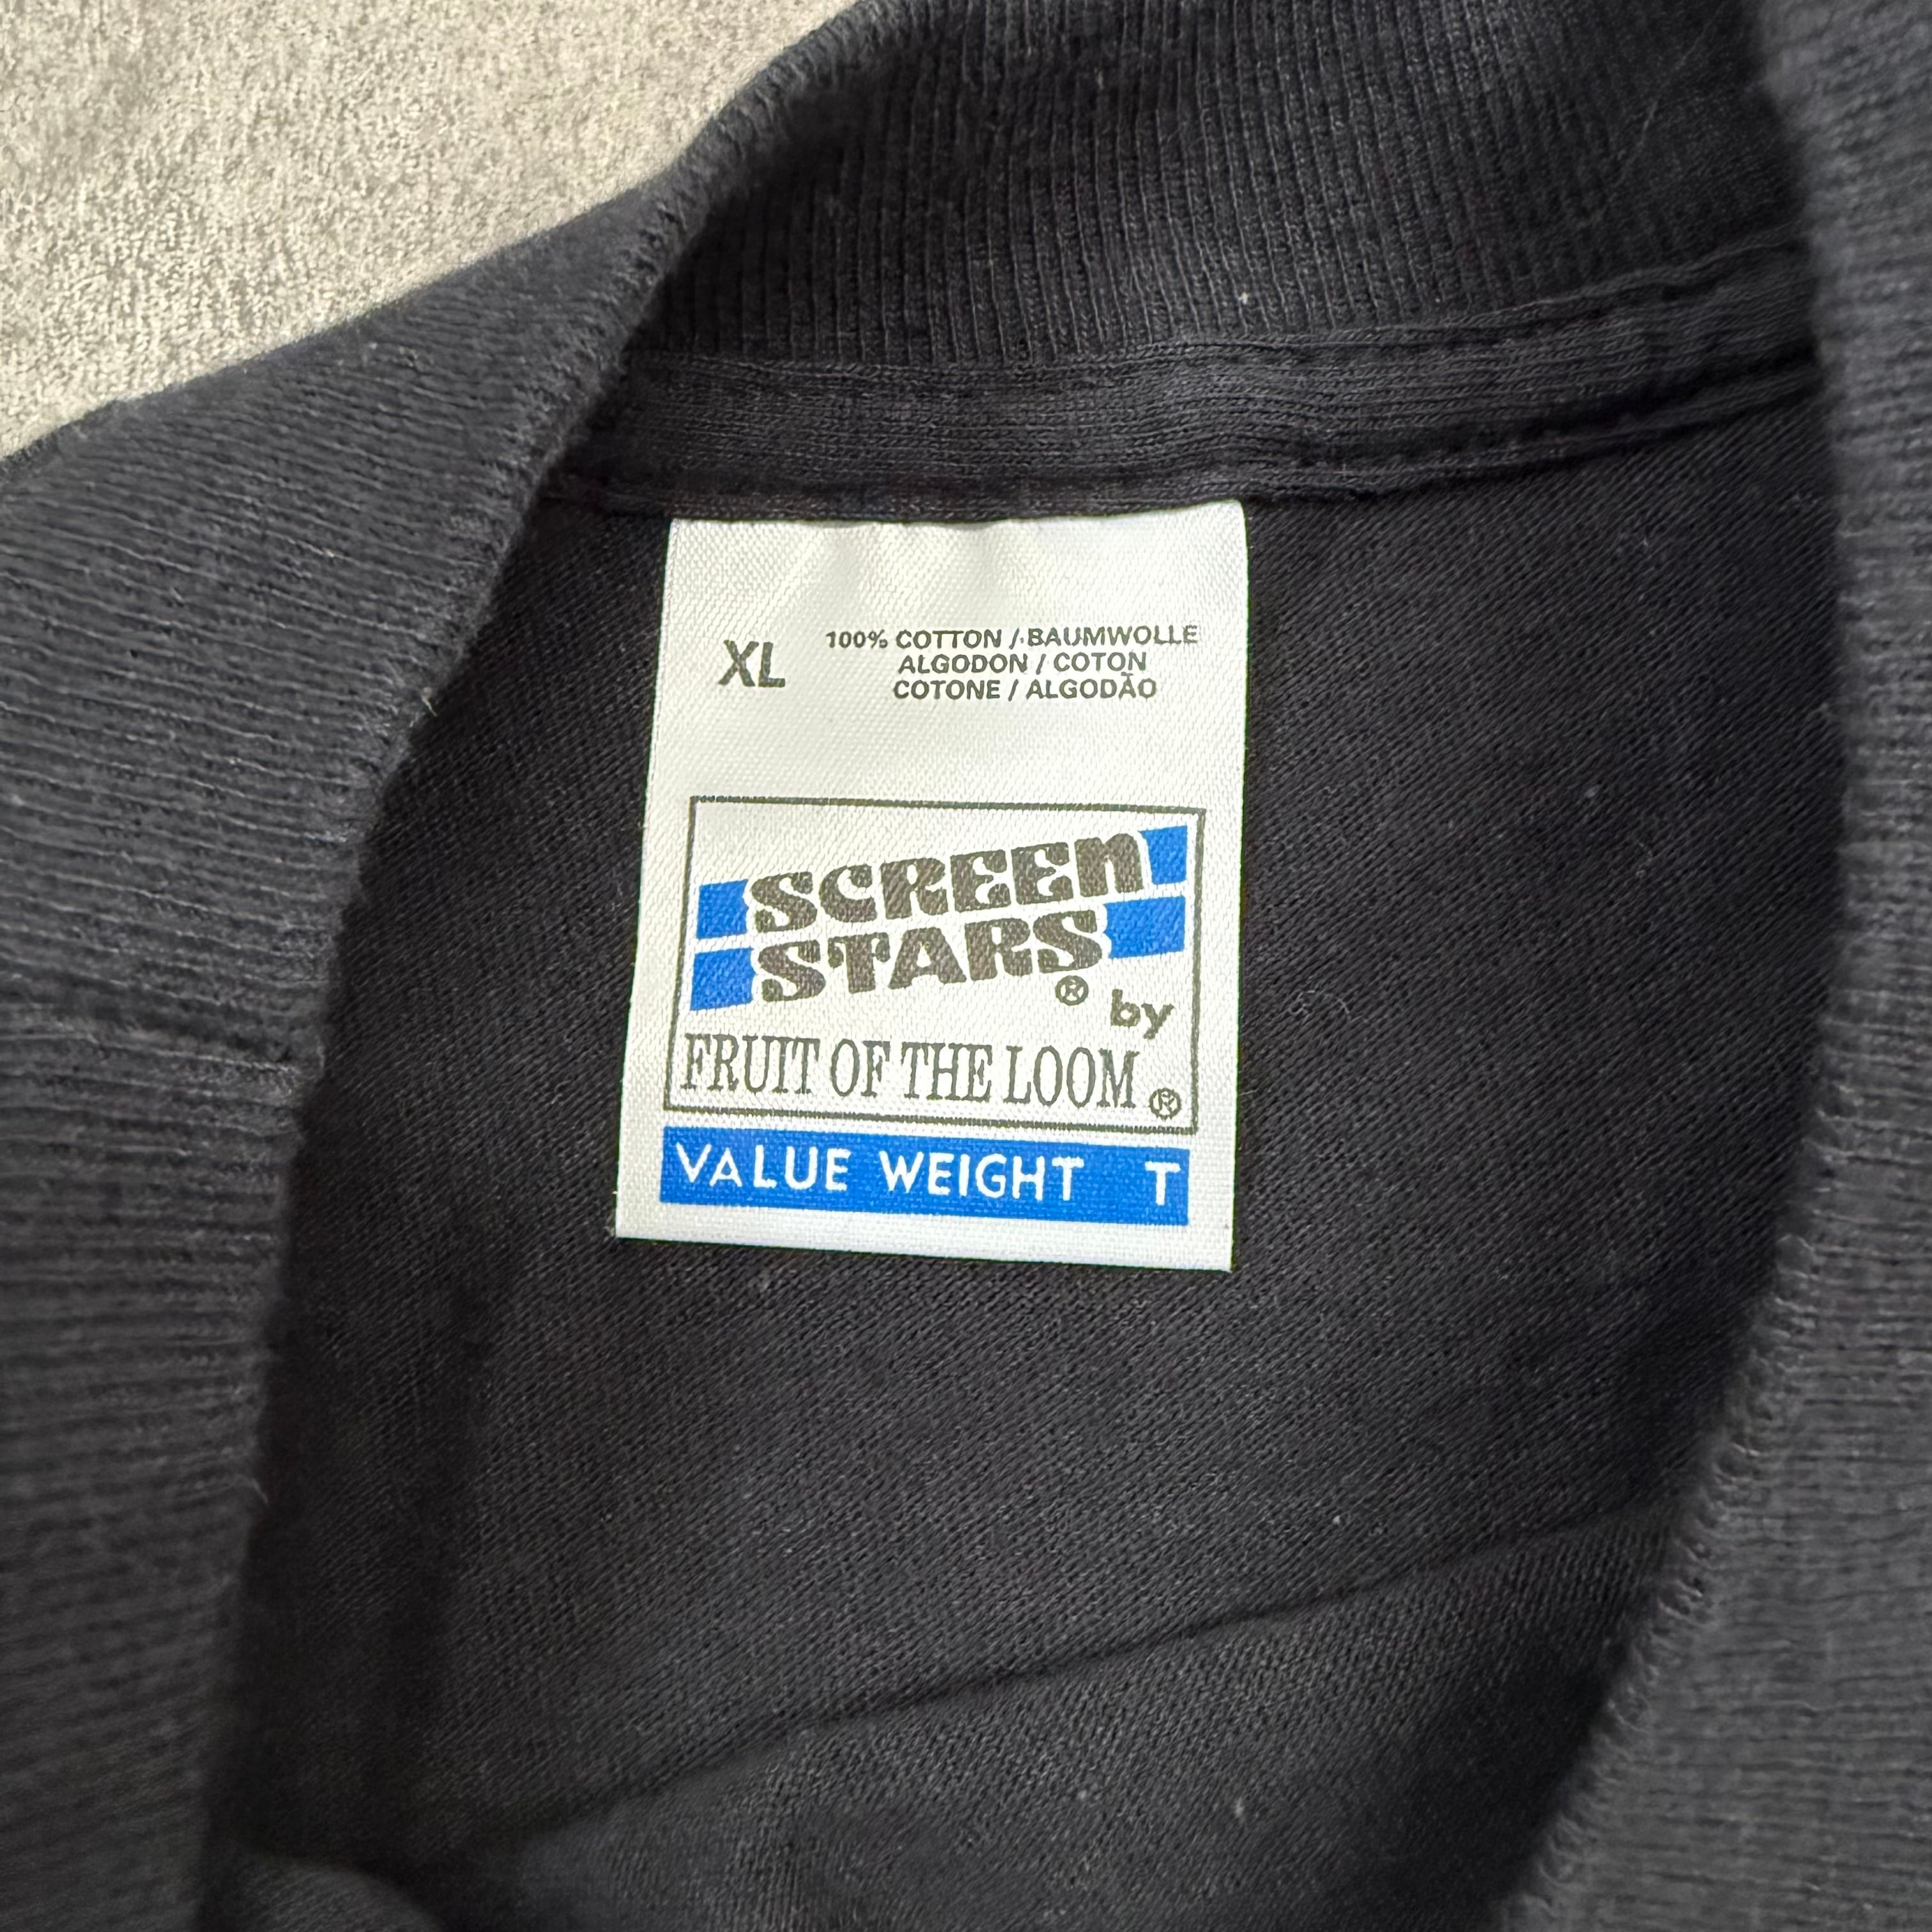 XL
100% COTTON / BAUMWOLLE
ALGODON / COTON
COTONE / ALGODÃO
SCREEN
STARS® by
FRUIT OF THE LOOM®
VALUE WEIGHT T